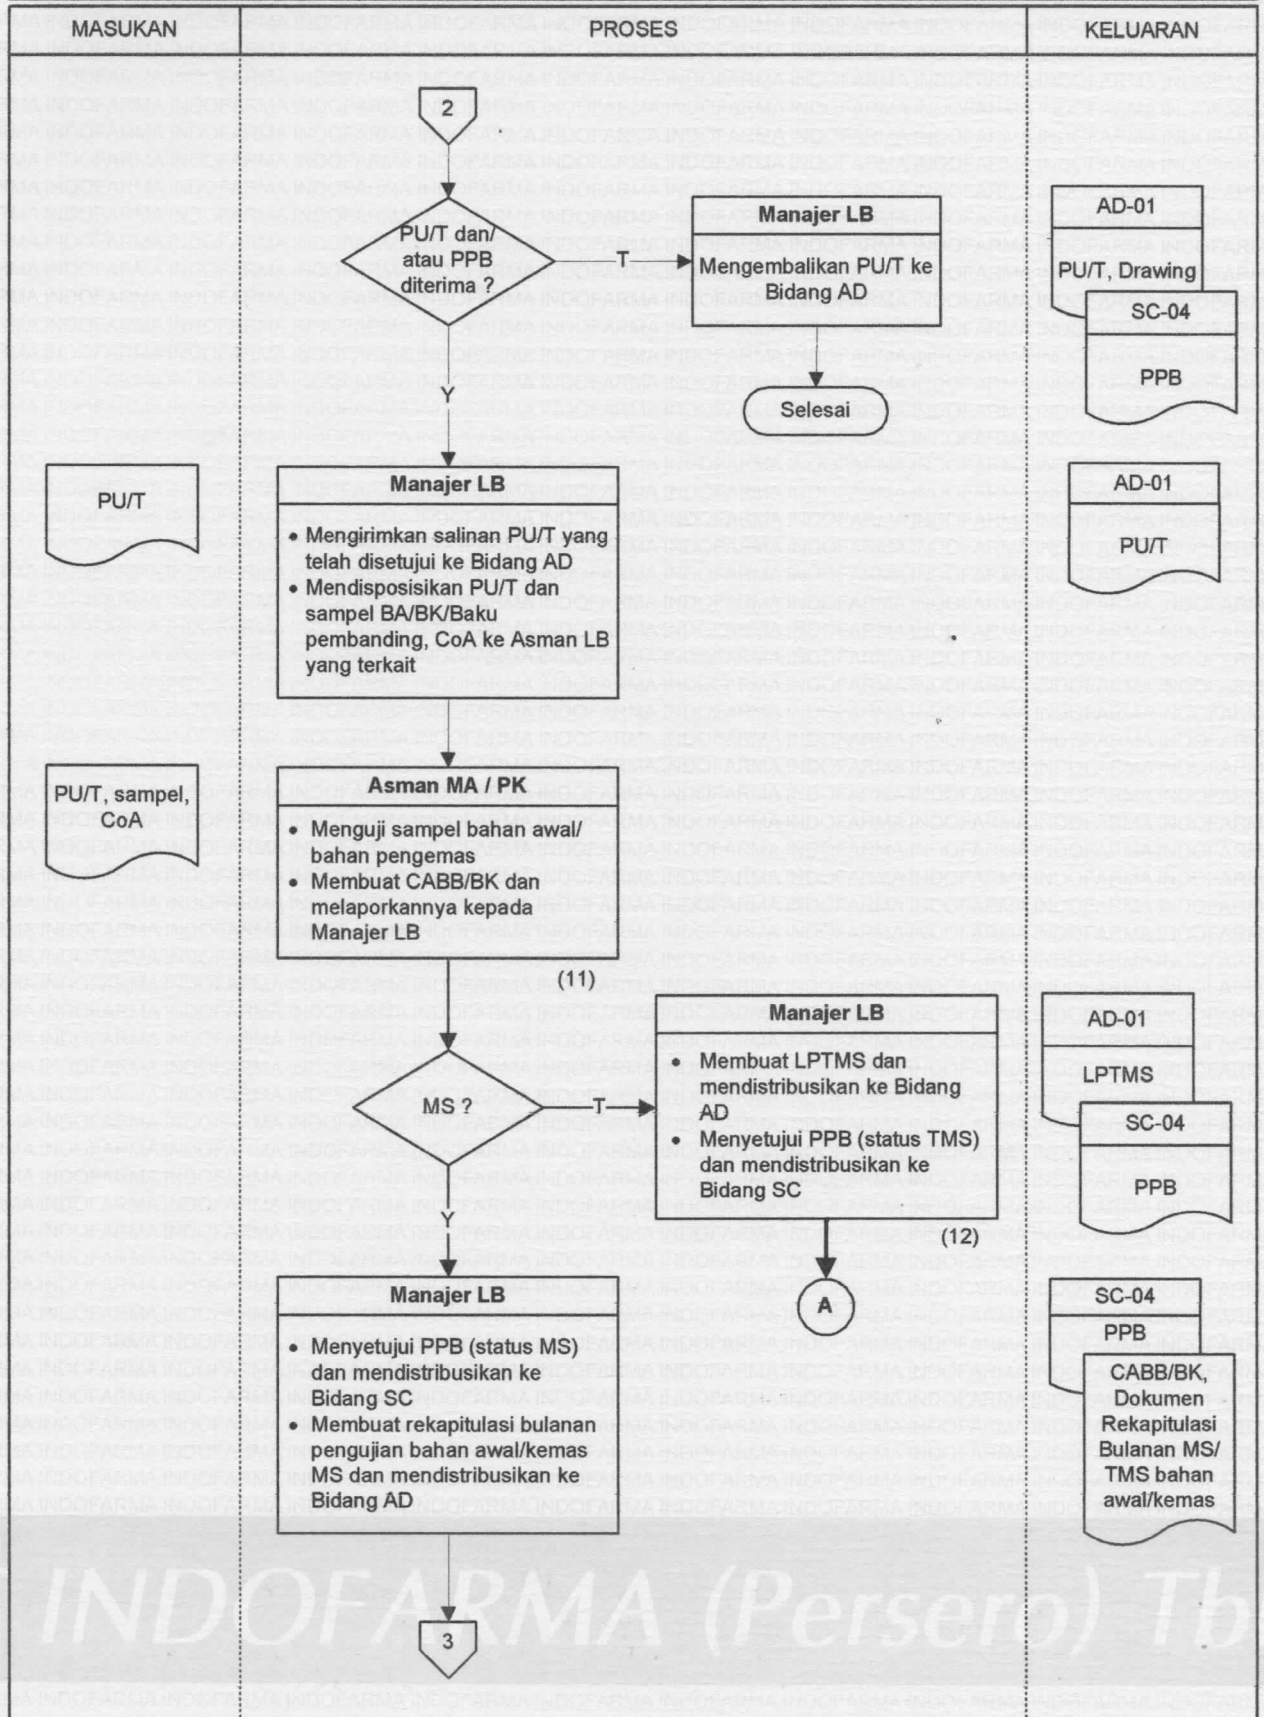 MASUKAN
PROSES
KELUARAN
2
PU/T dan/
atau PPB
diterima ?
T
Manajer LB
Mengembalikan PU/T ke
Bidang AD
Selesai
AD-01
PU/T, Drawing
SC-04
PPB
Y
PU/T
Manajer LB
• Mengirimkan salinan PU/T yang
telah disetujui ke Bidang AD
• Mendisposisikan PU/T dan
sampel BA/BK/Bahan
pembanding, CoA ke Asman LB
yang terkait
AD-01
PU/T
PU/T, sampel,
CoA
Asman MA / PK
• Menguji sampel bahan awal/
bahan pengemas
• Membuat CABB/BK dan
melaporkannya kepada
Manajer LB
(11)
MS ?
T
Manajer LB
• Membuat LPTMS dan
mendistribusikan ke Bidang
AD
• Menyetujui PPB (status TMS)
dan mendistribusikan ke
Bidang SC
(12)
A
AD-01
LPTMS
SC-04
PPB
Manajer LB
• Menyetujui PPB (status MS)
dan mendistribusikan ke
Bidang SC
• Membuat rekapitulasi bulanan
pengujian bahan awal/kemas
MS dan mendistribusikan ke
Bidang AD
SC-04
PPB
CABB/BK,
Dokumen
Rekapitulasi
Bulanan MS/
TMS bahan
awal/kemas
INDOFARMA (Persero) Tb
3